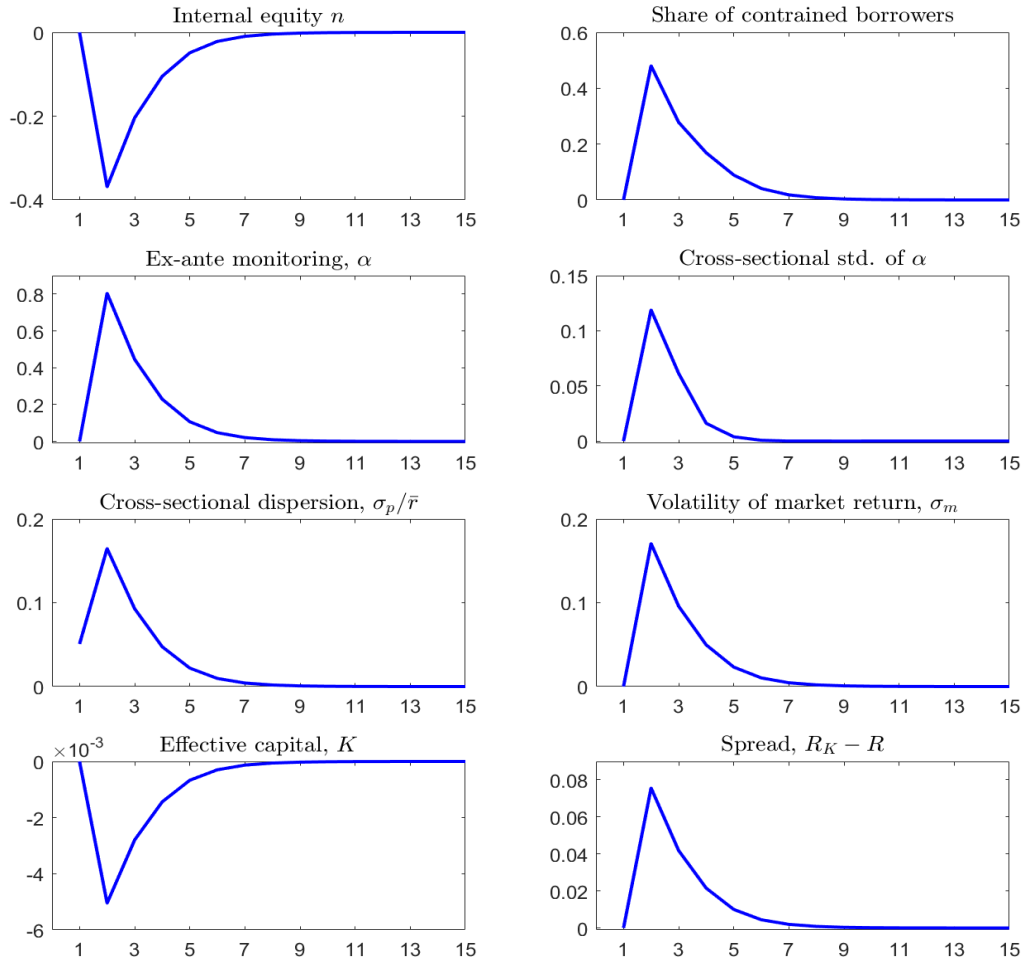 Internal equity n
0
-0.2
-0.4
1 3 5 7 9 11 13 15
Share of contrained borrowers
0.6
0.4
0.2
0
1 3 5 7 9 11 13 15
Ex-ante monitoring, α
0.8
0.6
0.4
0.2
0
1 3 5 7 9 11 13 15
Cross-sectional std. of α
0.15
0.1
0.05
0
1 3 5 7 9 11 13 15
Cross-sectional dispersion, σp/r̄
0.2
0.1
0
1 3 5 7 9 11 13 15
Volatility of market return, σm
0.2
0.1
0
1 3 5 7 9 11 13 15
Effective capital, K
×10-3
0
-2
-4
-6
1 3 5 7 9 11 13 15
Spread, RK − R
0.08
0.06
0.04
0.02
0
1 3 5 7 9 11 13 15